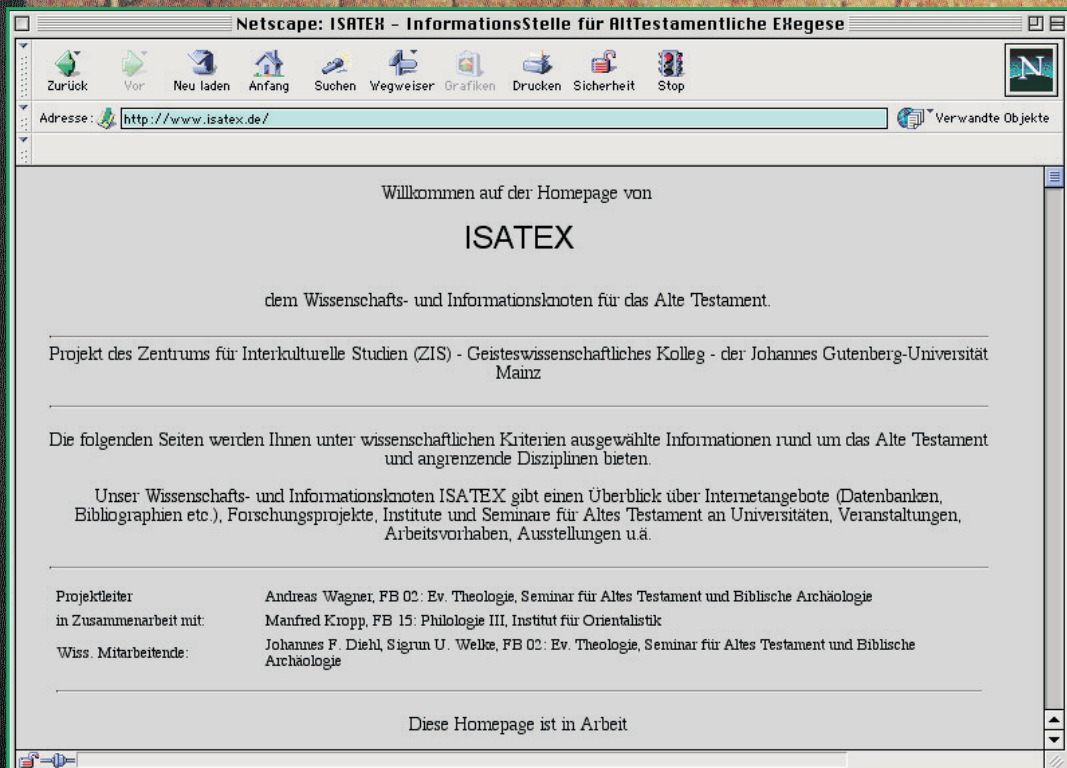 Netscape: ISATEX - InformationsStelle für AltTestamentliche EXegese
Zurück Vor Neu laden Anfang Suchen Wegweiser Grafiken Drucken Sicherheit Stop
N
Adresse: http://www.isatex.de/ Verwandte Objekte
Willkommen auf der Homepage von
ISATEX
dem Wissenschafts- und Informationsknoten für das Alte Testament.
Projekt des Zentrums für Interkulturelle Studien (ZIS) - Geisteswissenschaftliches Kolleg - der Johannes Gutenberg-Universität
Mainz
Die folgenden Seiten werden Ihnen unter wissenschaftlichen Kriterien ausgewählte Informationen rund um das Alte Testament
und angrenzende Disziplinen bieten.
Unser Wissenschafts- und Informationsknoten ISATEX gibt einen Überblick über Internetangebote (Datenbanken,
Bibliographien etc.), Forschungsprojekte, Institute und Seminare für Altes Testament an Universitäten, Veranstaltungen,
Arbeitsvorhaben, Ausstellungen u.ä.
Projektleiter Andreas Wagner, FB 02: Ev. Theologie, Seminar für Altes Testament und Biblische Archäologie
in Zusammenarbeit mit: Manfred Kropp, FB 15: Philologie III, Institut für Orientalistik
Wiss. Mitarbeitende: Johannes F. Diehl, Sigrun U. Welke, FB 02: Ev. Theologie, Seminar für Altes Testament und Biblische
Archäologie
Diese Homepage ist in Arbeit